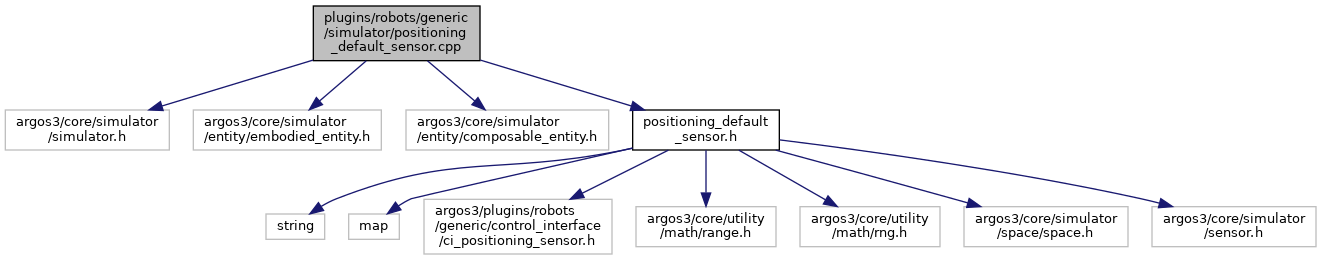 plugins/robots/generic
/simulator/positioning
_default_sensor.cpp
argos3/core/simulator
/simulator.h
argos3/core/simulator
/entity/embodied_entity.h
argos3/core/simulator
/entity/composable_entity.h
positioning_default
_sensor.h
string
map
argos3/plugins/robots
/generic/control_interface
/ci_positioning_sensor.h
argos3/core/utility
/math/range.h
argos3/core/utility
/math/rng.h
argos3/core/simulator
/space/space.h
argos3/core/simulator
/sensor.h